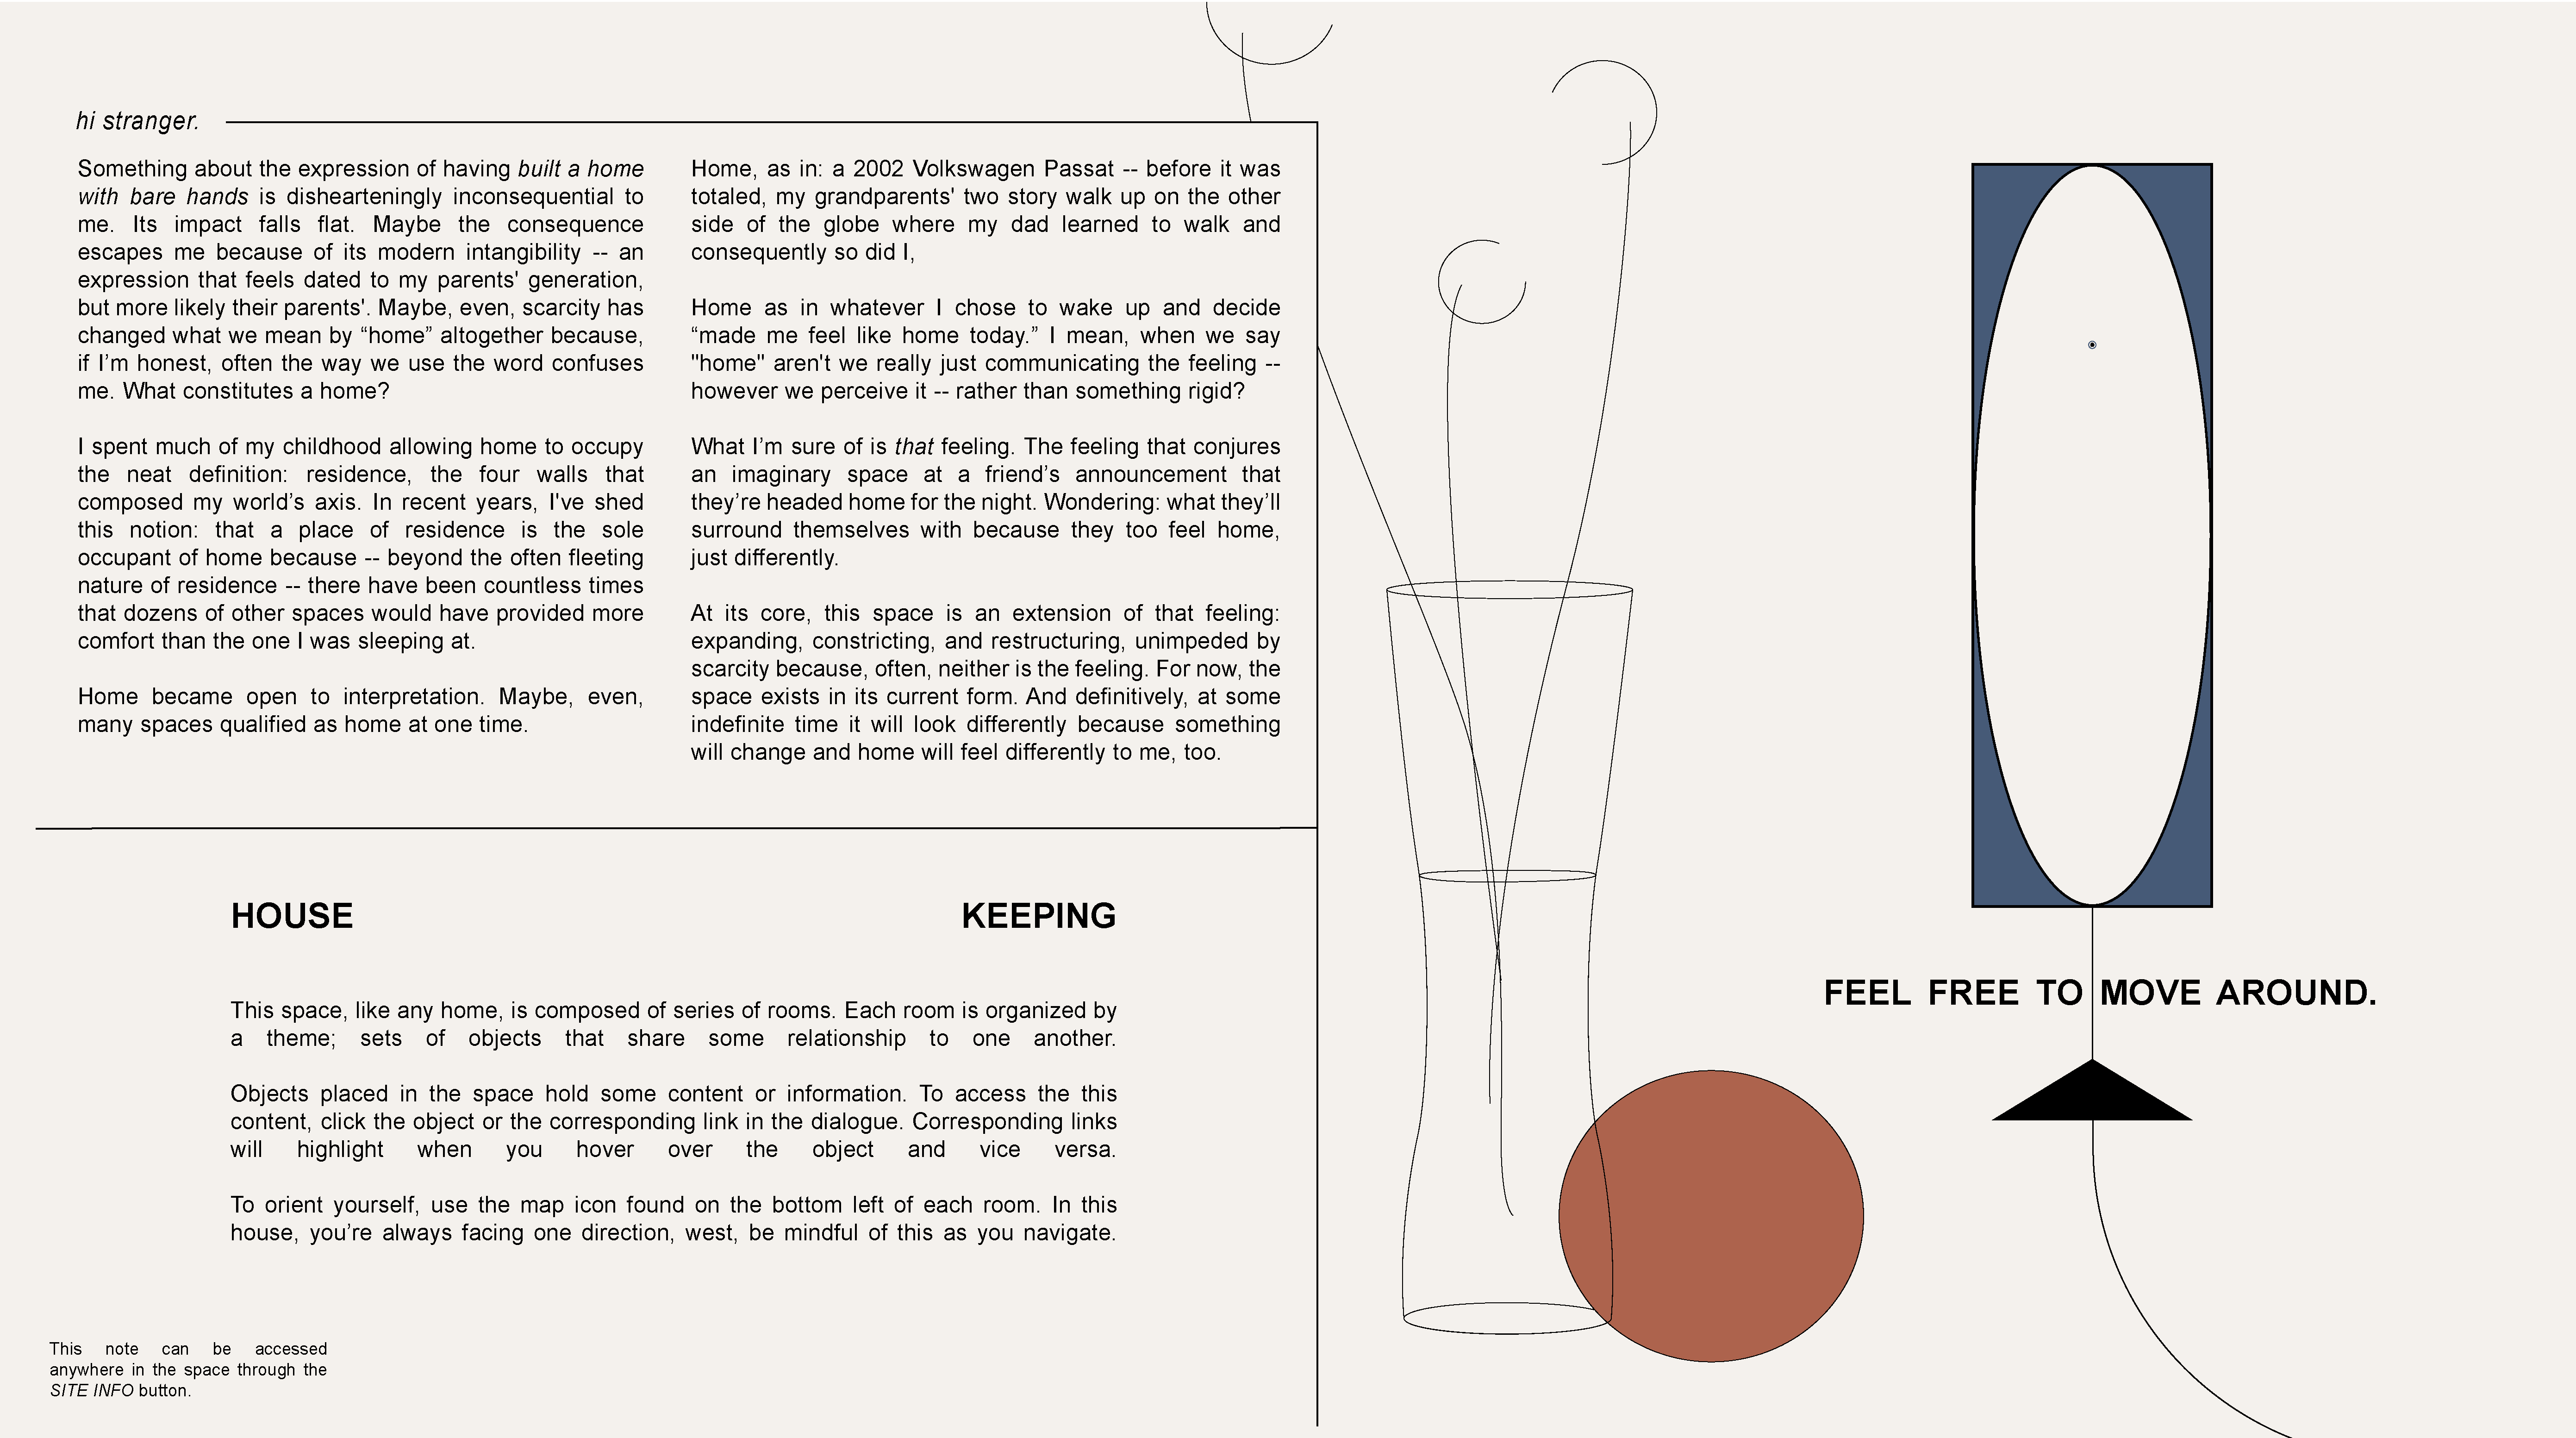 hi stranger.
Something about the expression of having built a home
with bare hands is dishearteningly inconsequential to
me. Its impact falls flat. Maybe the consequence
escapes me because of its modern intangibility -- an
expression that feels dated to my parents' generation,
but more likely their parents'. Maybe, even, scarcity has
changed what we mean by “home” altogether because,
if I’m honest, often the way we use the word confuses
me. What constitutes a home?
I spent much of my childhood allowing home to occupy
the neat definition: residence, the four walls that
composed my world’s axis. In recent years, I've shed
this notion: that a place of residence is the sole
occupant of home because -- beyond the often fleeting
nature of residence -- there have been countless times
that dozens of other spaces would have provided more
comfort than the one I was sleeping at.
Home became open to interpretation. Maybe, even,
many spaces qualified as home at one time.
Home, as in: a 2002 Volkswagen Passat -- before it was
totaled, my grandparents' two story walk up on the other
side of the globe where my dad learned to walk and
consequently so did I,
Home as in whatever I chose to wake up and decide
“made me feel like home today.” I mean, when we say
"home" aren't we really just communicating the feeling --
however we perceive it -- rather than something rigid?
What I’m sure of is that feeling. The feeling that conjures
an imaginary space at a friend’s announcement that
they’re headed home for the night. Wondering: what they’ll
surround themselves with because they too feel home,
just differently.
At its core, this space is an extension of that feeling:
expanding, constricting, and restructuring, unimpeded by
scarcity because, often, neither is the feeling. For now, the
space exists in its current form. And definitively, at some
indefinite time it will look differently because something
will change and home will feel differently to me, too.
HOUSE KEEPING
This space, like any home, is composed of series of rooms. Each room is organized by
a theme; sets of objects that share some relationship to one another.
Objects placed in the space hold some content or information. To access the this
content, click the object or the corresponding link in the dialogue. Corresponding links
will highlight when you hover over the object and vice versa.
To orient yourself, use the map icon found on the bottom left of each room. In this
house, you’re always facing one direction, west, be mindful of this as you navigate.
This note can be accessed
anywhere in the space through the
SITE INFO button.
FEEL FREE TO MOVE AROUND.